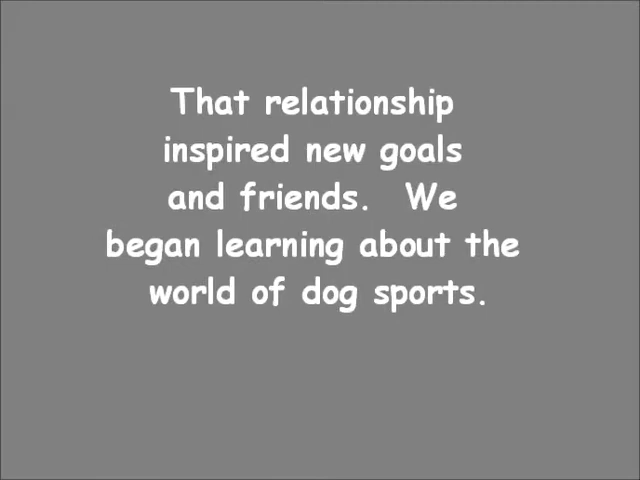 That relationship
inspired new goals
and friends.  We
began learning about the
world of dog sports.